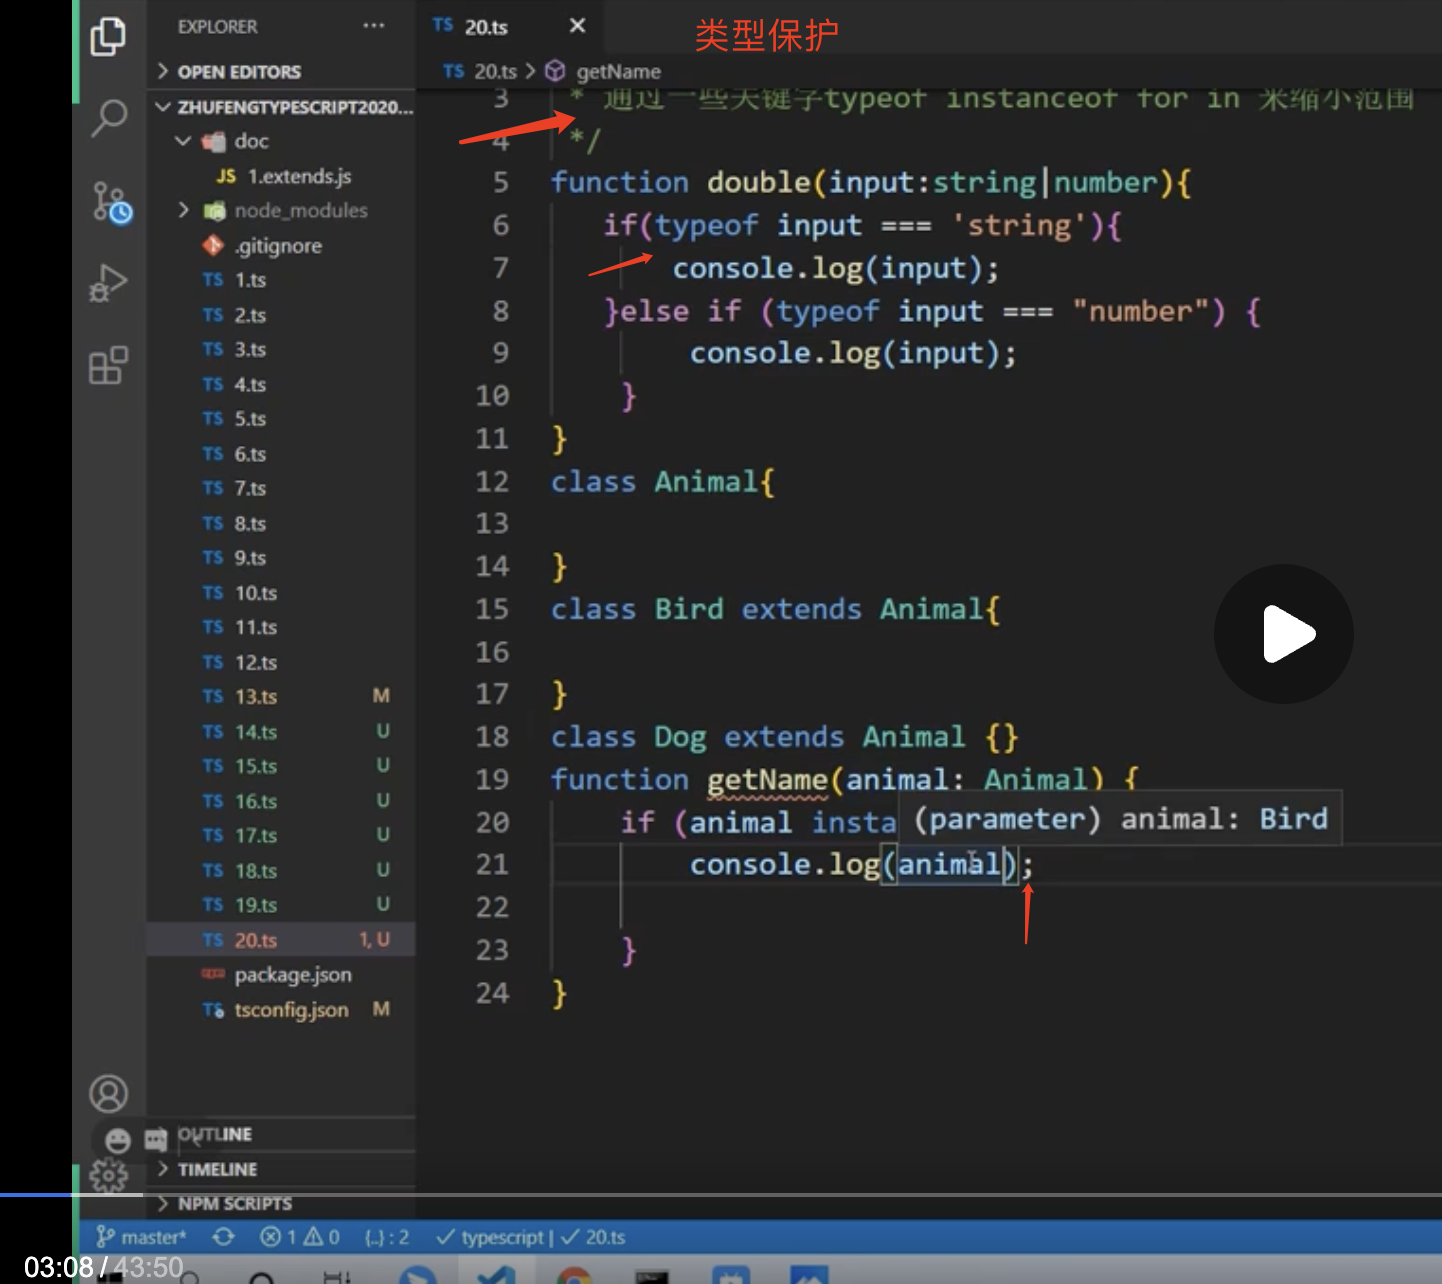 EXPLORER
···
OPEN EDITORS
ZHUFENGTYPESCRIPT2020...
doc
JS 1.extends.js
node_modules
.gitignore
TS 1.ts
TS 2.ts
TS 3.ts
TS 4.ts
TS 5.ts
TS 6.ts
TS 7.ts
TS 8.ts
TS 9.ts
TS 10.ts
TS 11.ts
TS 12.ts
TS 13.ts M
TS 14.ts U
TS 15.ts U
TS 16.ts U
TS 17.ts U
TS 18.ts U
TS 19.ts U
TS 20.ts 1, U
package.json
TS tsconfig.json M
OUTLINE
TIMELINE
NPM SCRIPTS
TS 20.ts ×
类型保护
TS 20.ts > getName
3 * 通过一些关键字typeof instanceof for in 来缩小范围
4 */
5 function double(input:string|number){
6 if(typeof input === 'string'){
7 console.log(input);
8 }else if (typeof input === "number") {
9 console.log(input);
10 }
11 }
12 class Animal{
13
14 }
15 class Bird extends Animal{
16
17 }
18 class Dog extends Animal {}
19 function getName(animal: Animal) {
20 if (animal insta
(parameter) animal: Bird
21 console.log(animal);
22
23 }
24 }
master* 1 0 {..} : 2 ✓ typescript | ✓ 20.ts
03:08 / 43:50